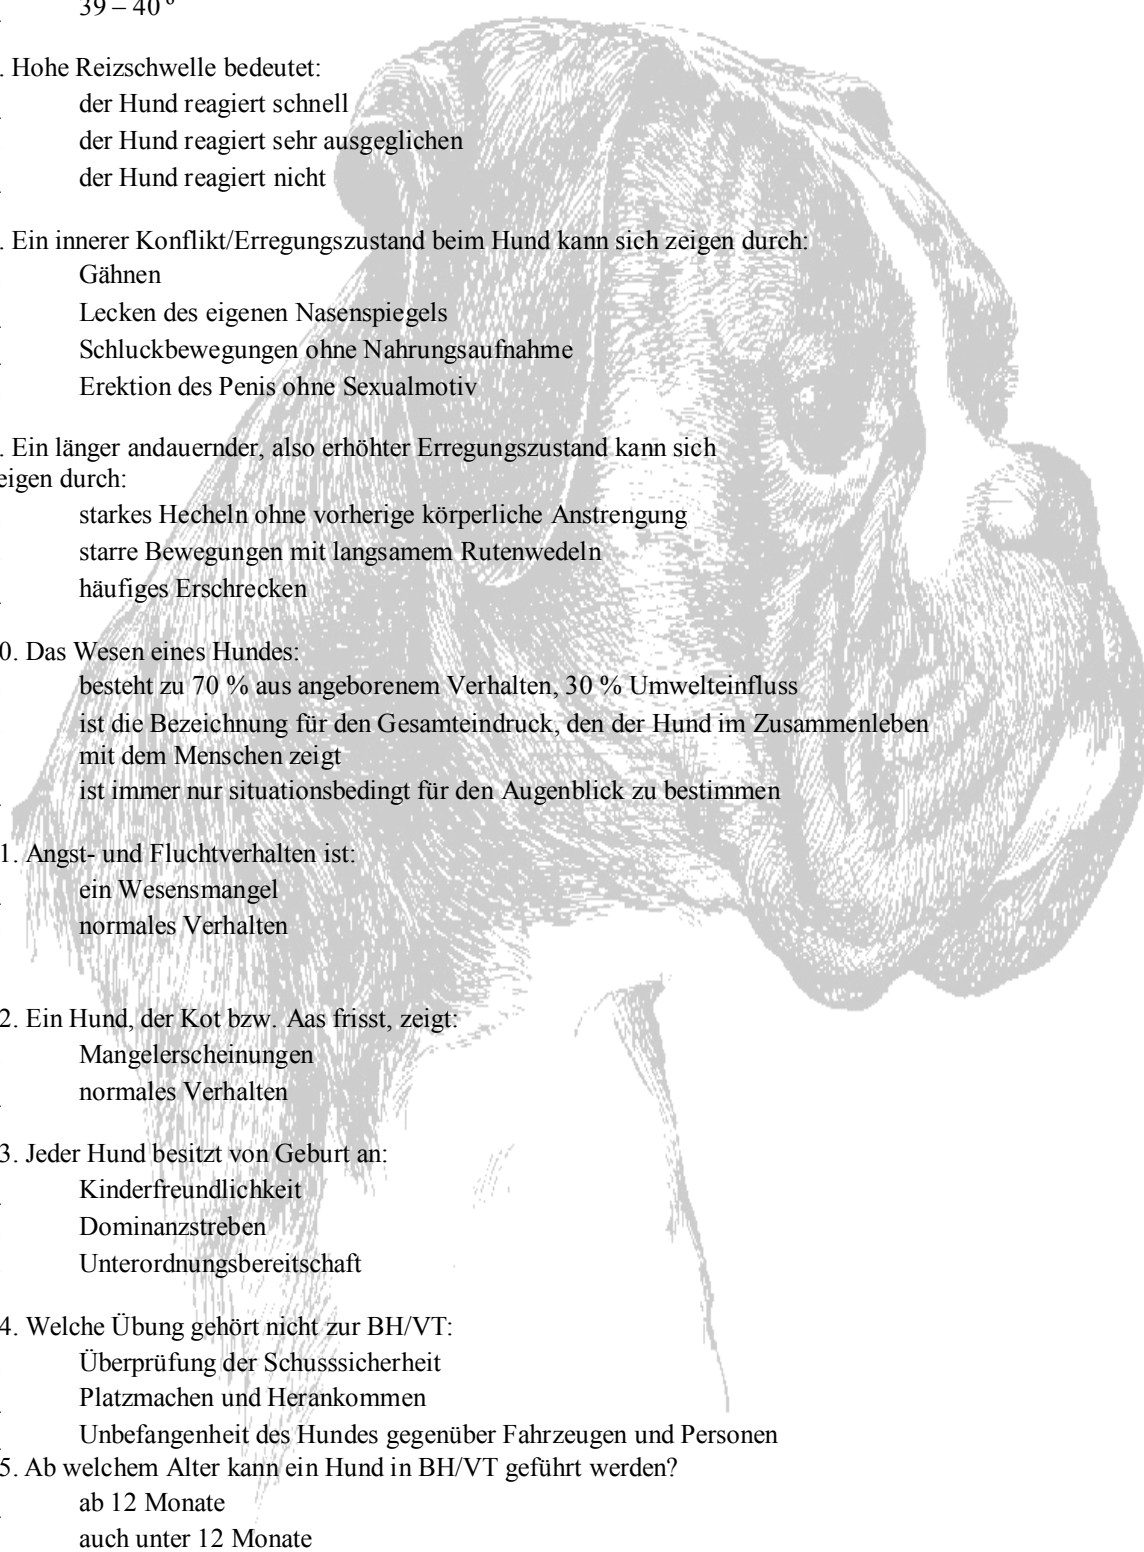 39 – 40 °
. Hohe Reizschwelle bedeutet:
der Hund reagiert schnell
der Hund reagiert sehr ausgeglichen
der Hund reagiert nicht
. Ein innerer Konflikt/Erregungszustand beim Hund kann sich zeigen durch:
Gähnen
Lecken des eigenen Nasenspiegels
Schluckbewegungen ohne Nahrungsaufnahme
Erektion des Penis ohne Sexualmotiv
. Ein länger andauernder, also erhöhter Erregungszustand kann sich
eigen durch:
starkes Hecheln ohne vorherige körperliche Anstrengung
starre Bewegungen mit langsamem Rutenwedeln
häufiges Erschrecken
0. Das Wesen eines Hundes:
besteht zu 70 % aus angeborenem Verhalten, 30 % Umwelteinfluss
ist die Bezeichnung für den Gesamteindruck, den der Hund im Zusammenleben
mit dem Menschen zeigt
ist immer nur situationsbedingt für den Augenblick zu bestimmen
1. Angst- und Fluchtverhalten ist:
ein Wesensmangel
normales Verhalten
2. Ein Hund, der Kot bzw. Aas frisst, zeigt:
Mangelerscheinungen
normales Verhalten
3. Jeder Hund besitzt von Geburt an:
Kinderfreundlichkeit
Dominanzstreben
Unterordnungsbereitschaft
4. Welche Übung gehört nicht zur BH/VT:
Überprüfung der Schusssicherheit
Platzmachen und Herankommen
Unbefangenheit des Hundes gegenüber Fahrzeugen und Personen
5. Ab welchem Alter kann ein Hund in BH/VT geführt werden?
ab 12 Monate
auch unter 12 Monate